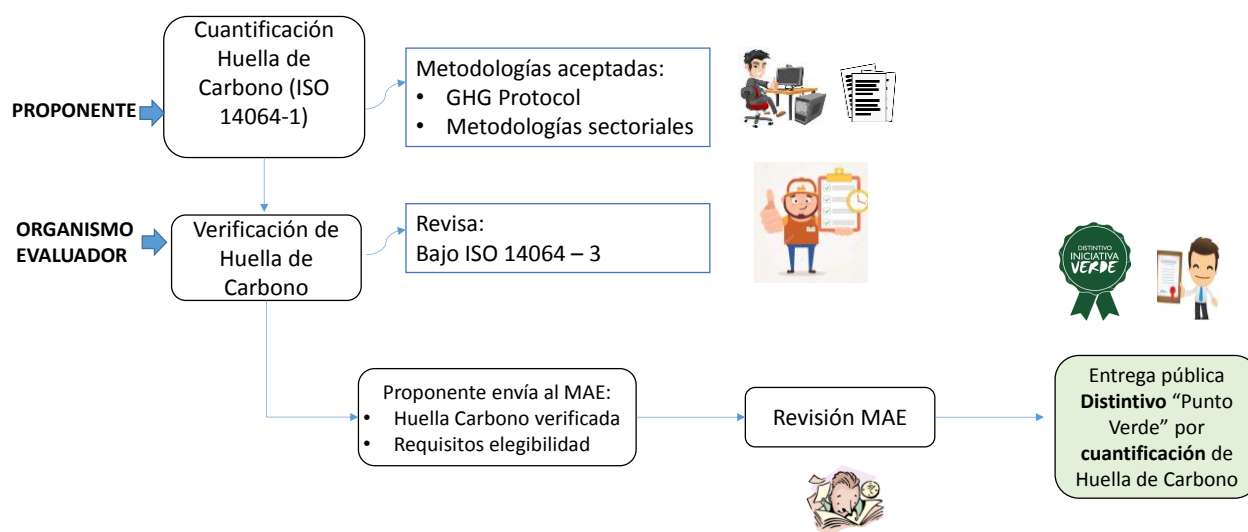 Cuantificación
Huella de
Carbono (ISO
14064-1)
PROPONENTE
Metodologías aceptadas:
• GHG Protocol
• Metodologías sectoriales
ORGANISMO
EVALUADOR
Verificación de
Huella de
Carbono
Revisa:
Bajo ISO 14064 – 3
DISTINTIVO
INICIATIVA
VERDE
Proponente envía al MAE:
• Huella Carbono verificada
• Requisitos elegibilidad
Revisión MAE
Entrega pública
Distintivo “Punto
Verde” por
cuantificación de
Huella de Carbono